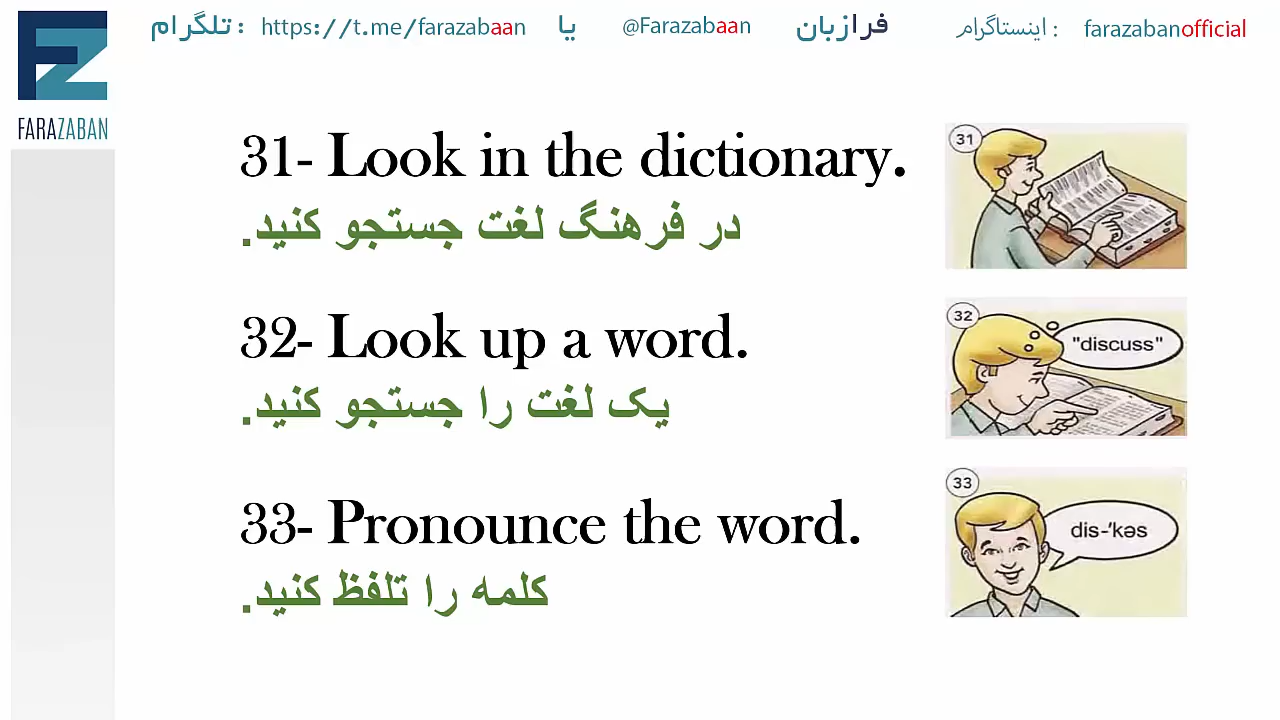 تلگرام : https://t.me/farazabaan یا @Farazabaan فرازبان اینستاگرام : farazabanofficial
FZ
FARAZABAN
31- Look in the dictionary.
در فرهنگ لغت جستجو کنید.
31
32- Look up a word.
یک لغت را جستجو کنید.
32
"discuss"
33- Pronounce the word.
کلمه را تلفظ کنید.
33
dis-'kəs